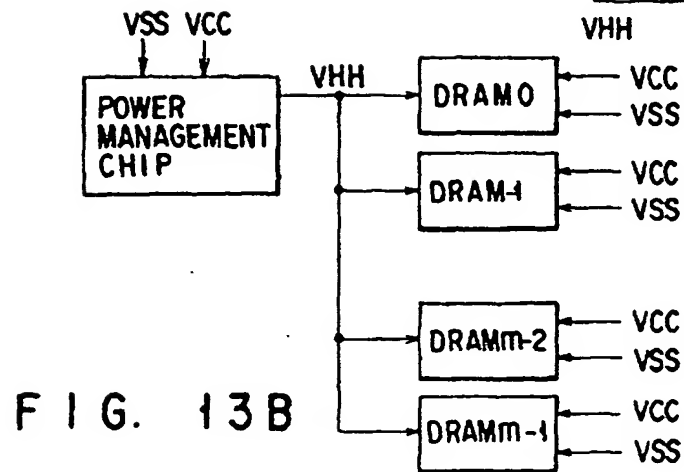 VHH
VSS VCC
POWER
MANAGEMENT
CHIP
VHH
DRAM0
VCC
VSS
DRAM-1
VCC
VSS
DRAMm-2
VCC
VSS
DRAMm-1
VCC
VSS
FIG. 13B